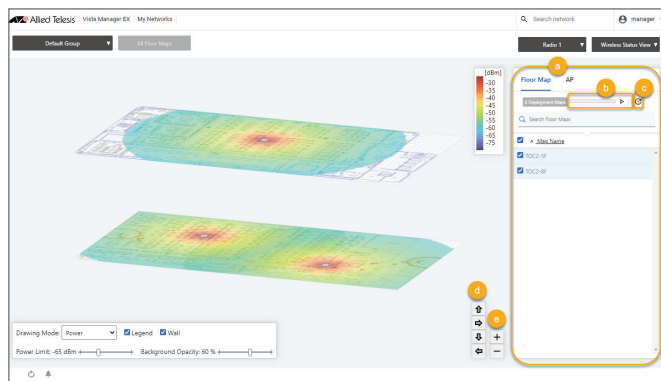 Allied Telesis Vista Manager EX My Networks
Search network
manager
Default Group
All Floor Maps
Radio 1
Wireless Status View
a
Floor Map AP
b c
2 Deployment Maps
Search Floor Maps
Map Name
TOC2-5F
TOC2-8F
[dBm]
-30
-35
-40
-45
-50
-55
-60
-65
-70
-75
d
e
Drawing Mode: Power Legend Wall
Power Limit: -65 dBm Background Opacity: 60 %